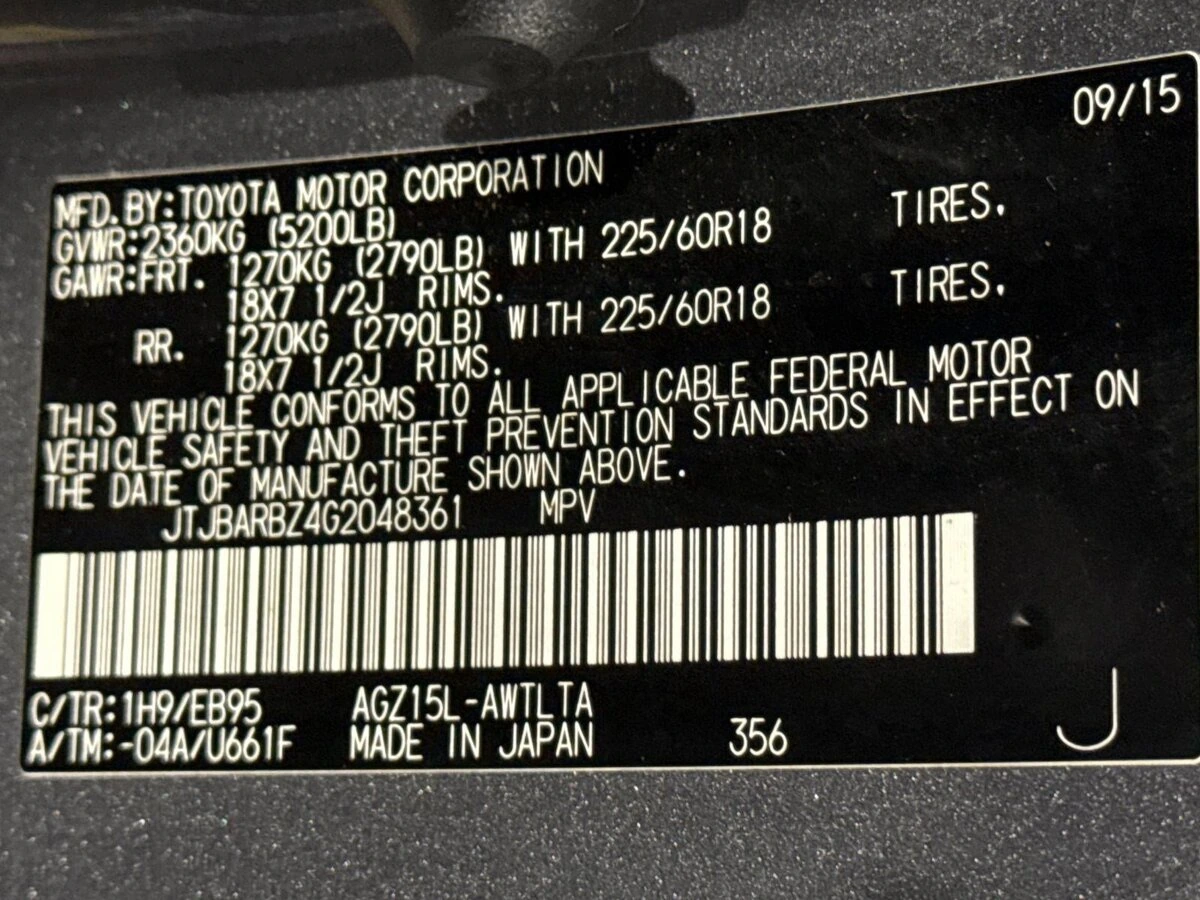 09/15
MFD.BY:TOYOTA MOTOR CORPORATION
GVWR:2360KG (5200LB)
GAWR:FRT. 1270KG (2790LB) WITH 225/60R18 TIRES.
18X7 1/2J RIMS.
RR. 1270KG (2790LB) WITH 225/60R18 TIRES.
18X7 1/2J RIMS.
THIS VEHICLE CONFORMS TO ALL APPLICABLE FEDERAL MOTOR
VEHICLE SAFETY AND THEFT PREVENTION STANDARDS IN EFFECT ON
THE DATE OF MANUFACTURE SHOWN ABOVE.
JTJBARBZ4G2048361 MPV
C/TR:1H9/EB95 AGZ15L-AWTLTA
A/TM:-04A/U661F MADE IN JAPAN 356 J